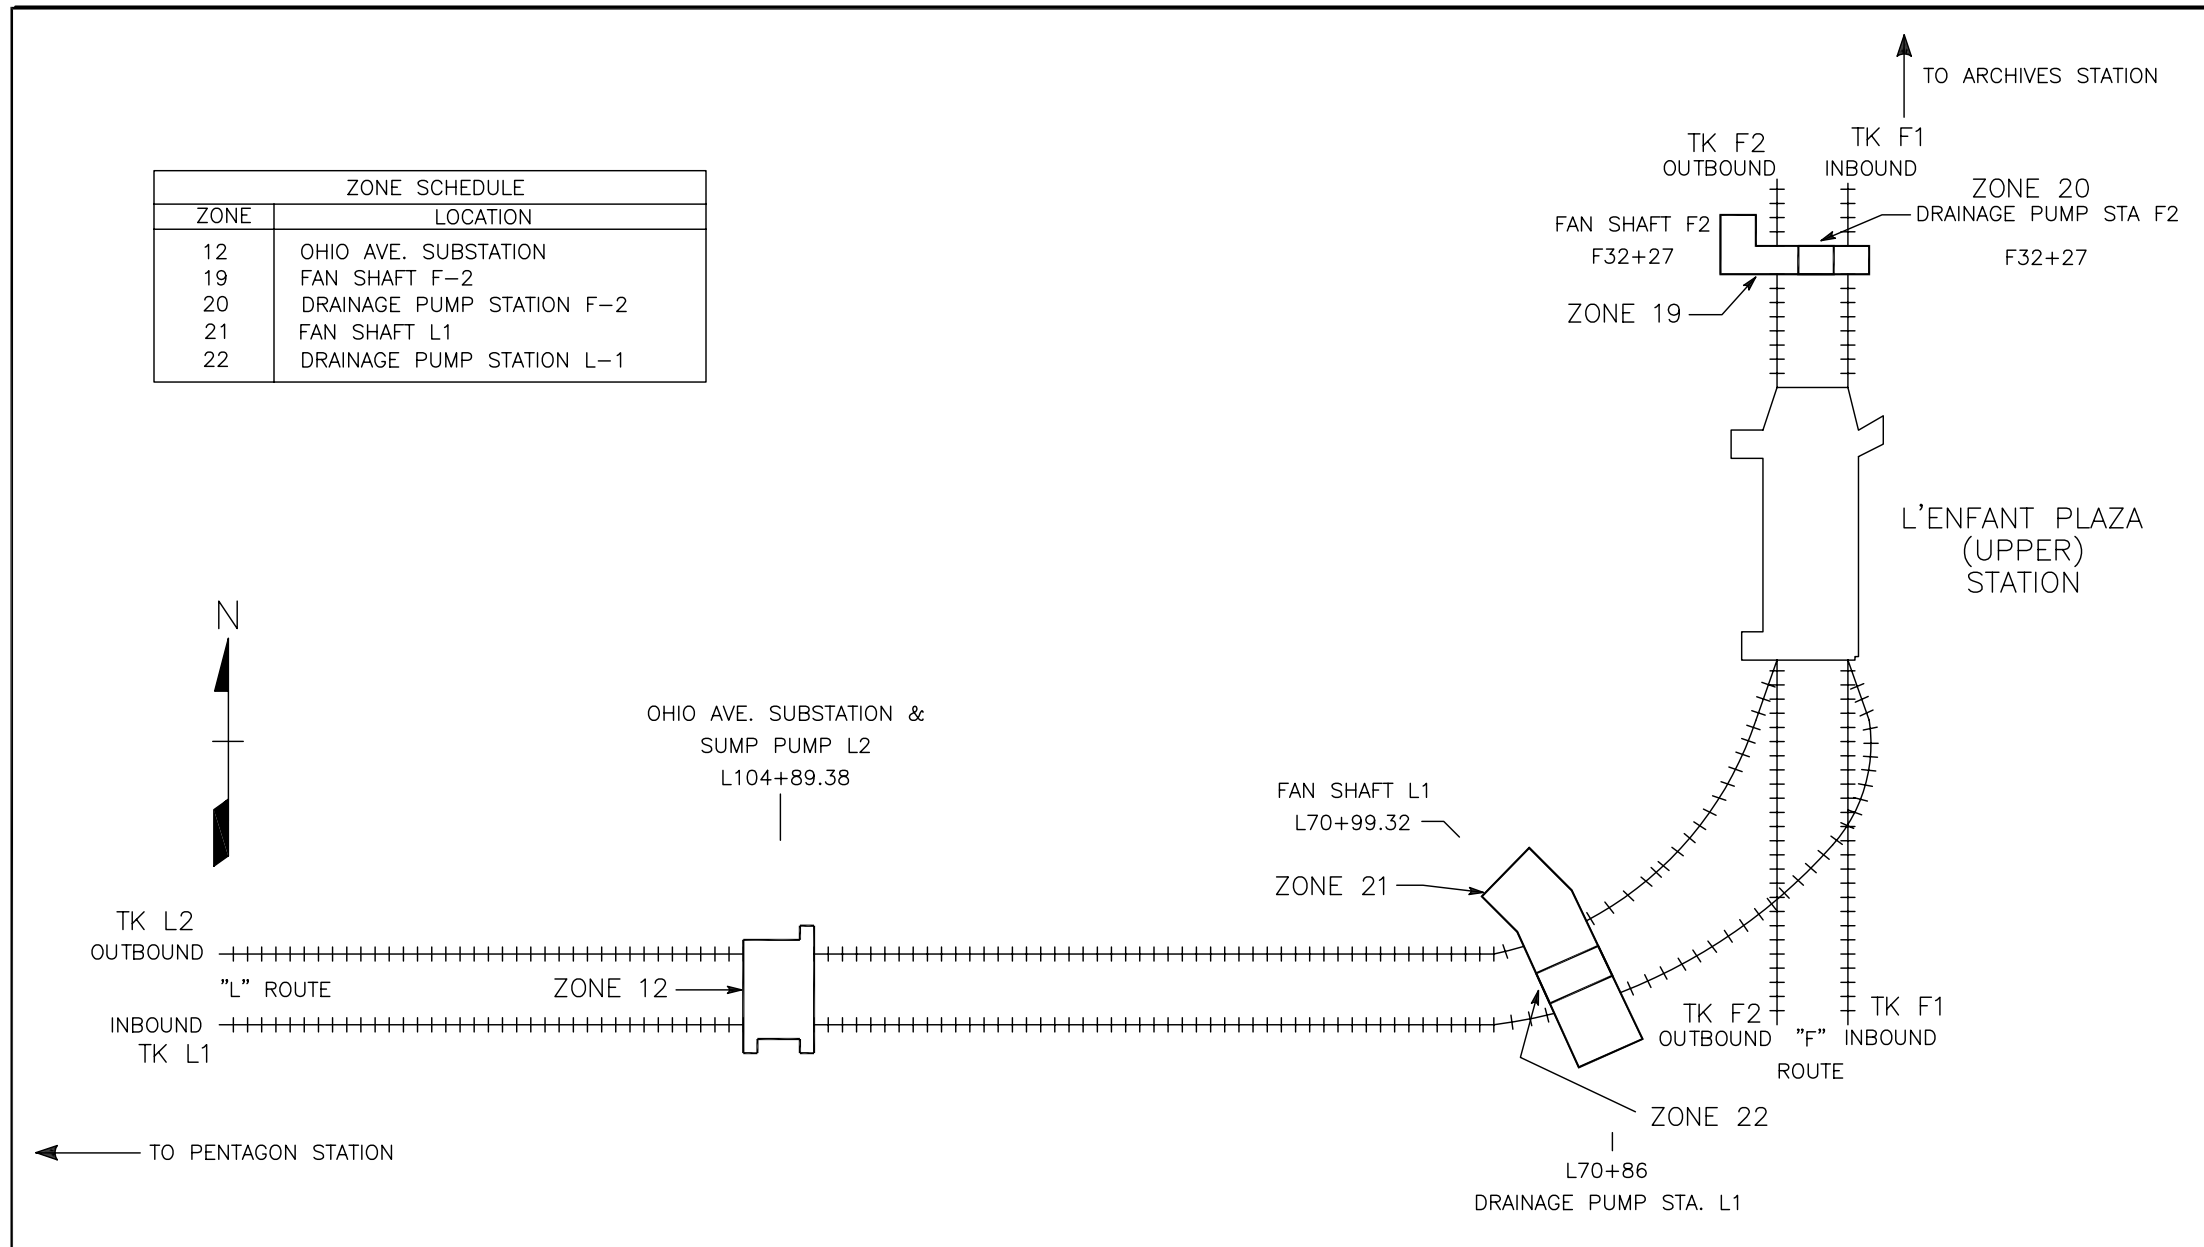 TO ARCHIVES STATION
TK F2
OUTBOUND
TK F1
INBOUND
ZONE 20
DRAINAGE PUMP STA F2
F32+27
FAN SHAFT F2
F32+27
ZONE 19
ZONE SCHEDULE
ZONE LOCATION
12 OHIO AVE. SUBSTATION
19 FAN SHAFT F-2
20 DRAINAGE PUMP STATION F-2
21 FAN SHAFT L1
22 DRAINAGE PUMP STATION L-1
L'ENFANT PLAZA
(UPPER)
STATION
N
OHIO AVE. SUBSTATION &
SUMP PUMP L2
L104+89.38
FAN SHAFT L1
L70+99.32
ZONE 21
TK L2
OUTBOUND
"L" ROUTE
ZONE 12
INBOUND
TK L1
TK F2
OUTBOUND
"F"
ROUTE
TK F1
INBOUND
ZONE 22
L70+86
DRAINAGE PUMP STA. L1
TO PENTAGON STATION